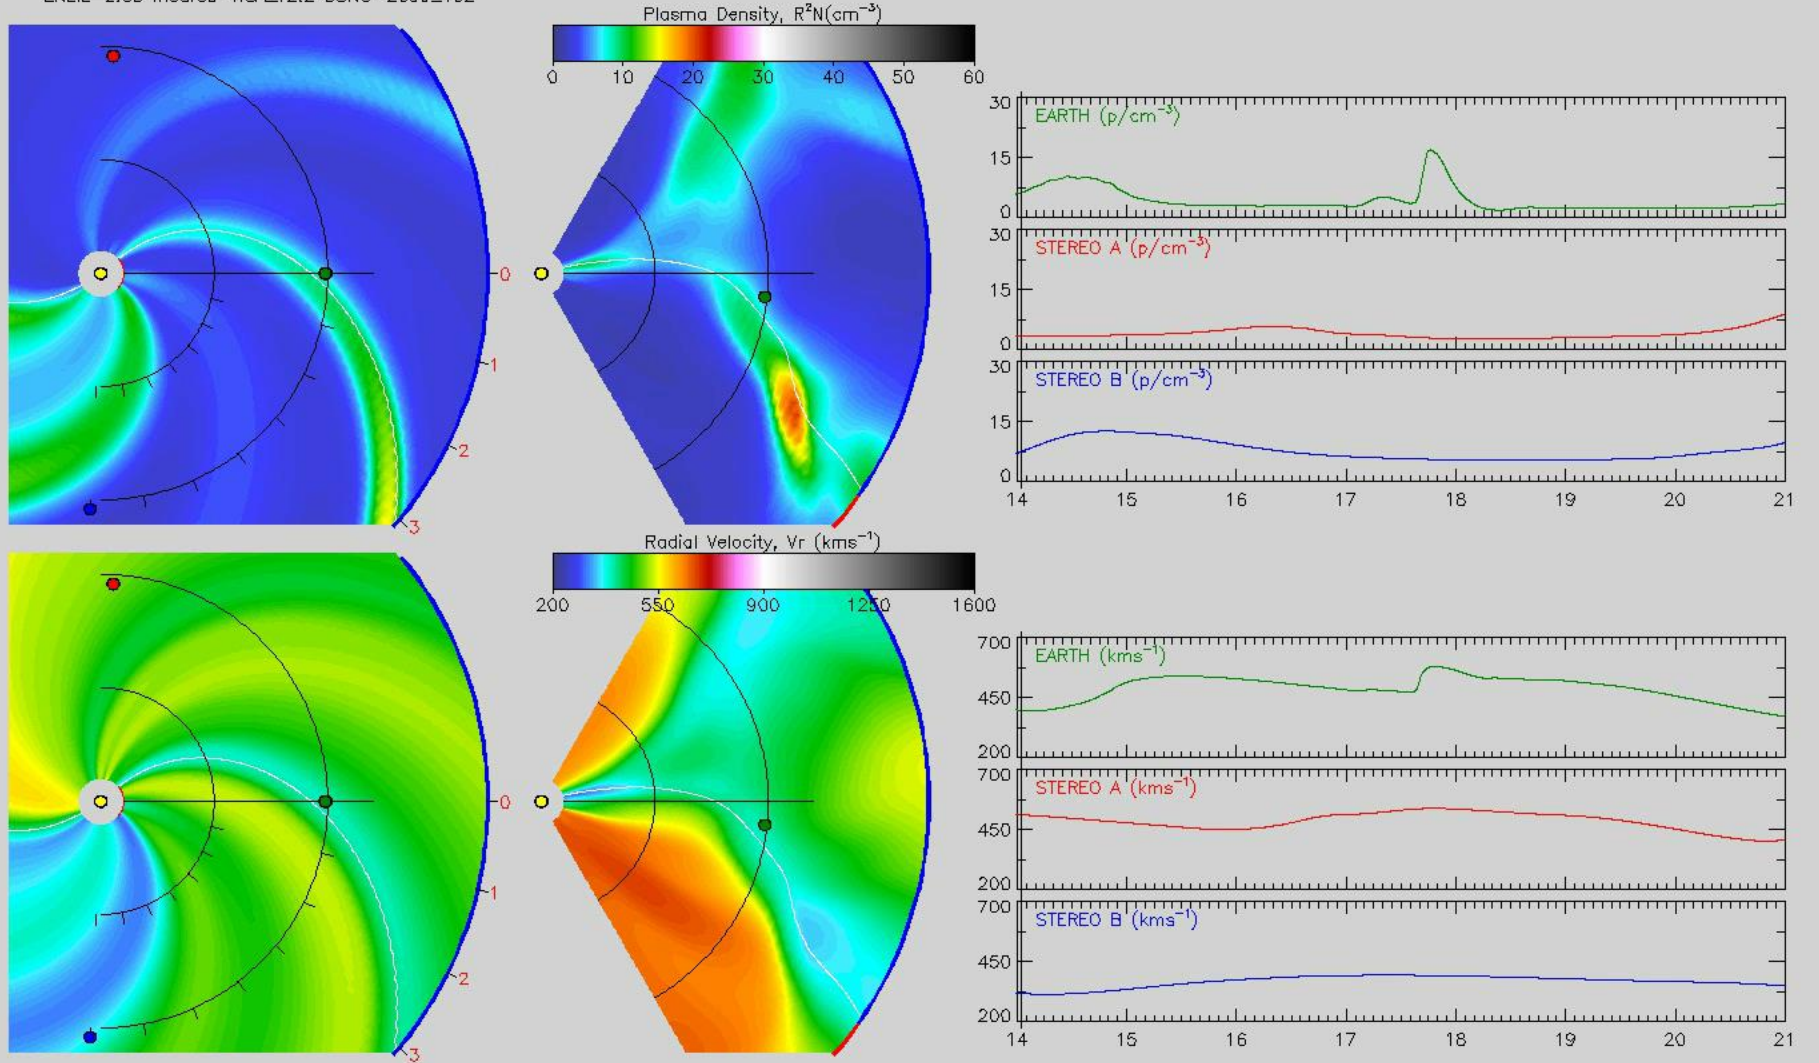 Plasma Density, R²N(cm⁻³)
0 10 20 30 40 50 60
0
1
2
3
EARTH (p/cm⁻³)
30
15
0
STEREO A (p/cm⁻³)
30
15
0
STEREO B (p/cm⁻³)
30
15
0
14 15 16 17 18 19 20 21
Radial Velocity, Vr (kms⁻¹)
200 550 900 1250 1600
0
1
2
3
EARTH (kms⁻¹)
700
450
200
STEREO A (kms⁻¹)
700
450
200
STEREO B (kms⁻¹)
700
450
200
14 15 16 17 18 19 20 21